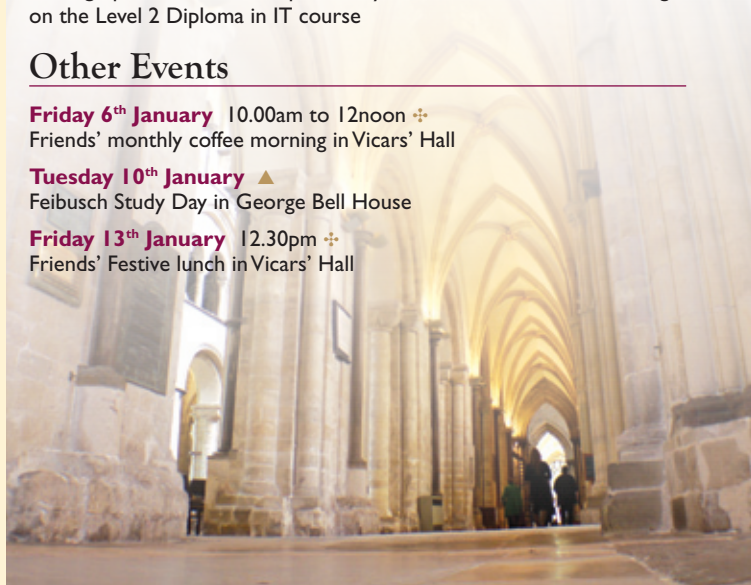 on the Level 2 Diploma in IT course
Other Events
Friday 6th January 10.00am to 12noon
Friends' monthly coffee morning in Vicars' Hall
Tuesday 10th January
Feibusch Study Day in George Bell House
Friday 13th January 12.30pm
Friends' Festive lunch in Vicars' Hall